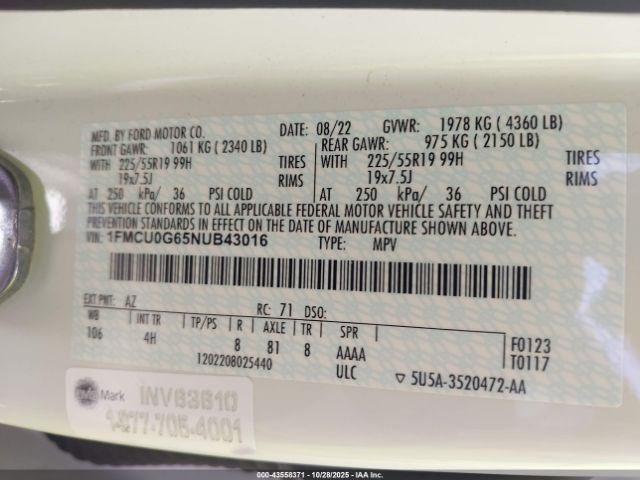 MFD. BY FORD MOTOR CO. DATE: 08/22 GVWR: 1978 KG ( 4360 LB)
FRONT GAWR: 1061 KG ( 2340 LB) REAR GAWR: 975 KG ( 2150 LB)
WITH 225/55R19 99H TIRES WITH 225/55R19 99H TIRES
19x7.5J RIMS 19x7.5J RIMS
AT 250 kPa/ 36 PSI COLD AT 250 kPa/ 36 PSI COLD
THIS VEHICLE CONFORMS TO ALL APPLICABLE FEDERAL MOTOR VEHICLE SAFETY AND THEFT
PREVENTION STANDARDS IN EFFECT ON THE DATE OF MANUFACTURE SHOWN ABOVE.
VIN: 1FMCU0G65NUB43016 TYPE: MPV
EXT PNT: AZ RC: 71 DSO:
WB INT TR TP/PS R AXLE TR SPR
106 4H 8 81 8 AAAA
ULC
F0123
T0117
1202208025440
5U5A-3520472-AA
Mark INV63610
1-877-705-4001
000-43558371 - 10/28/2025 - IAAI.com